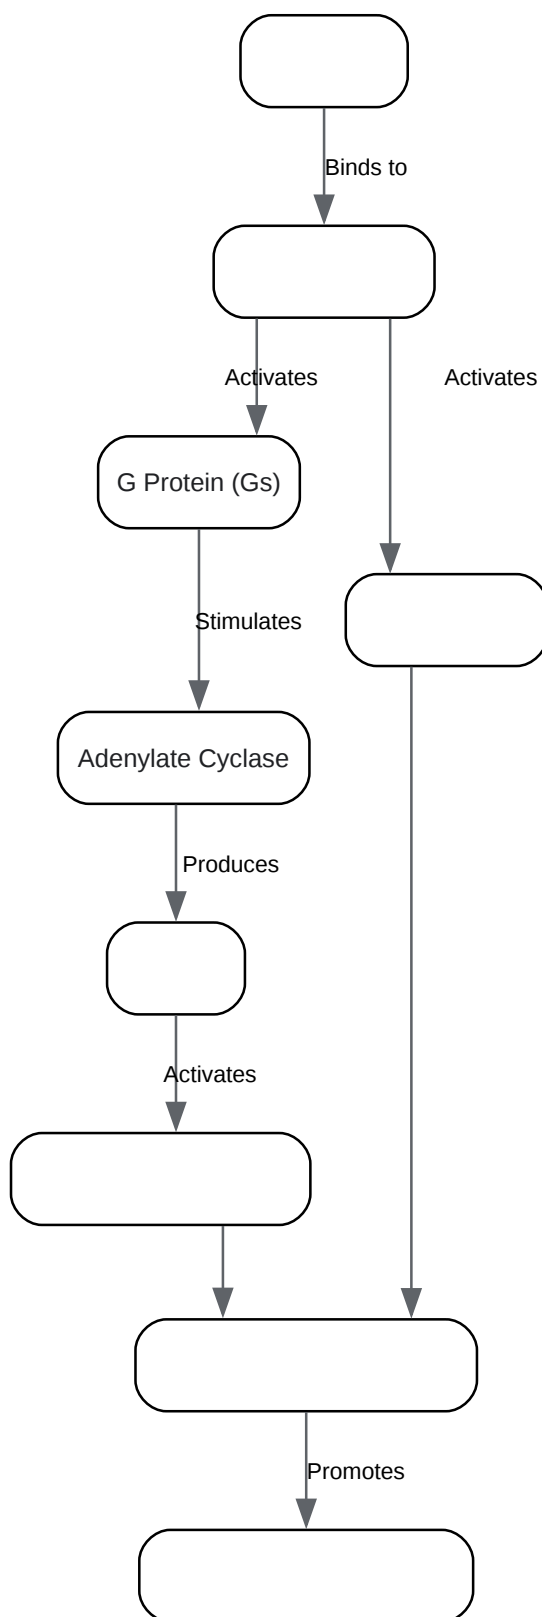 Binds to
Activates
Activates
G Protein (Gs)
Stimulates
Adenylate Cyclase
Produces
Activates
Promotes